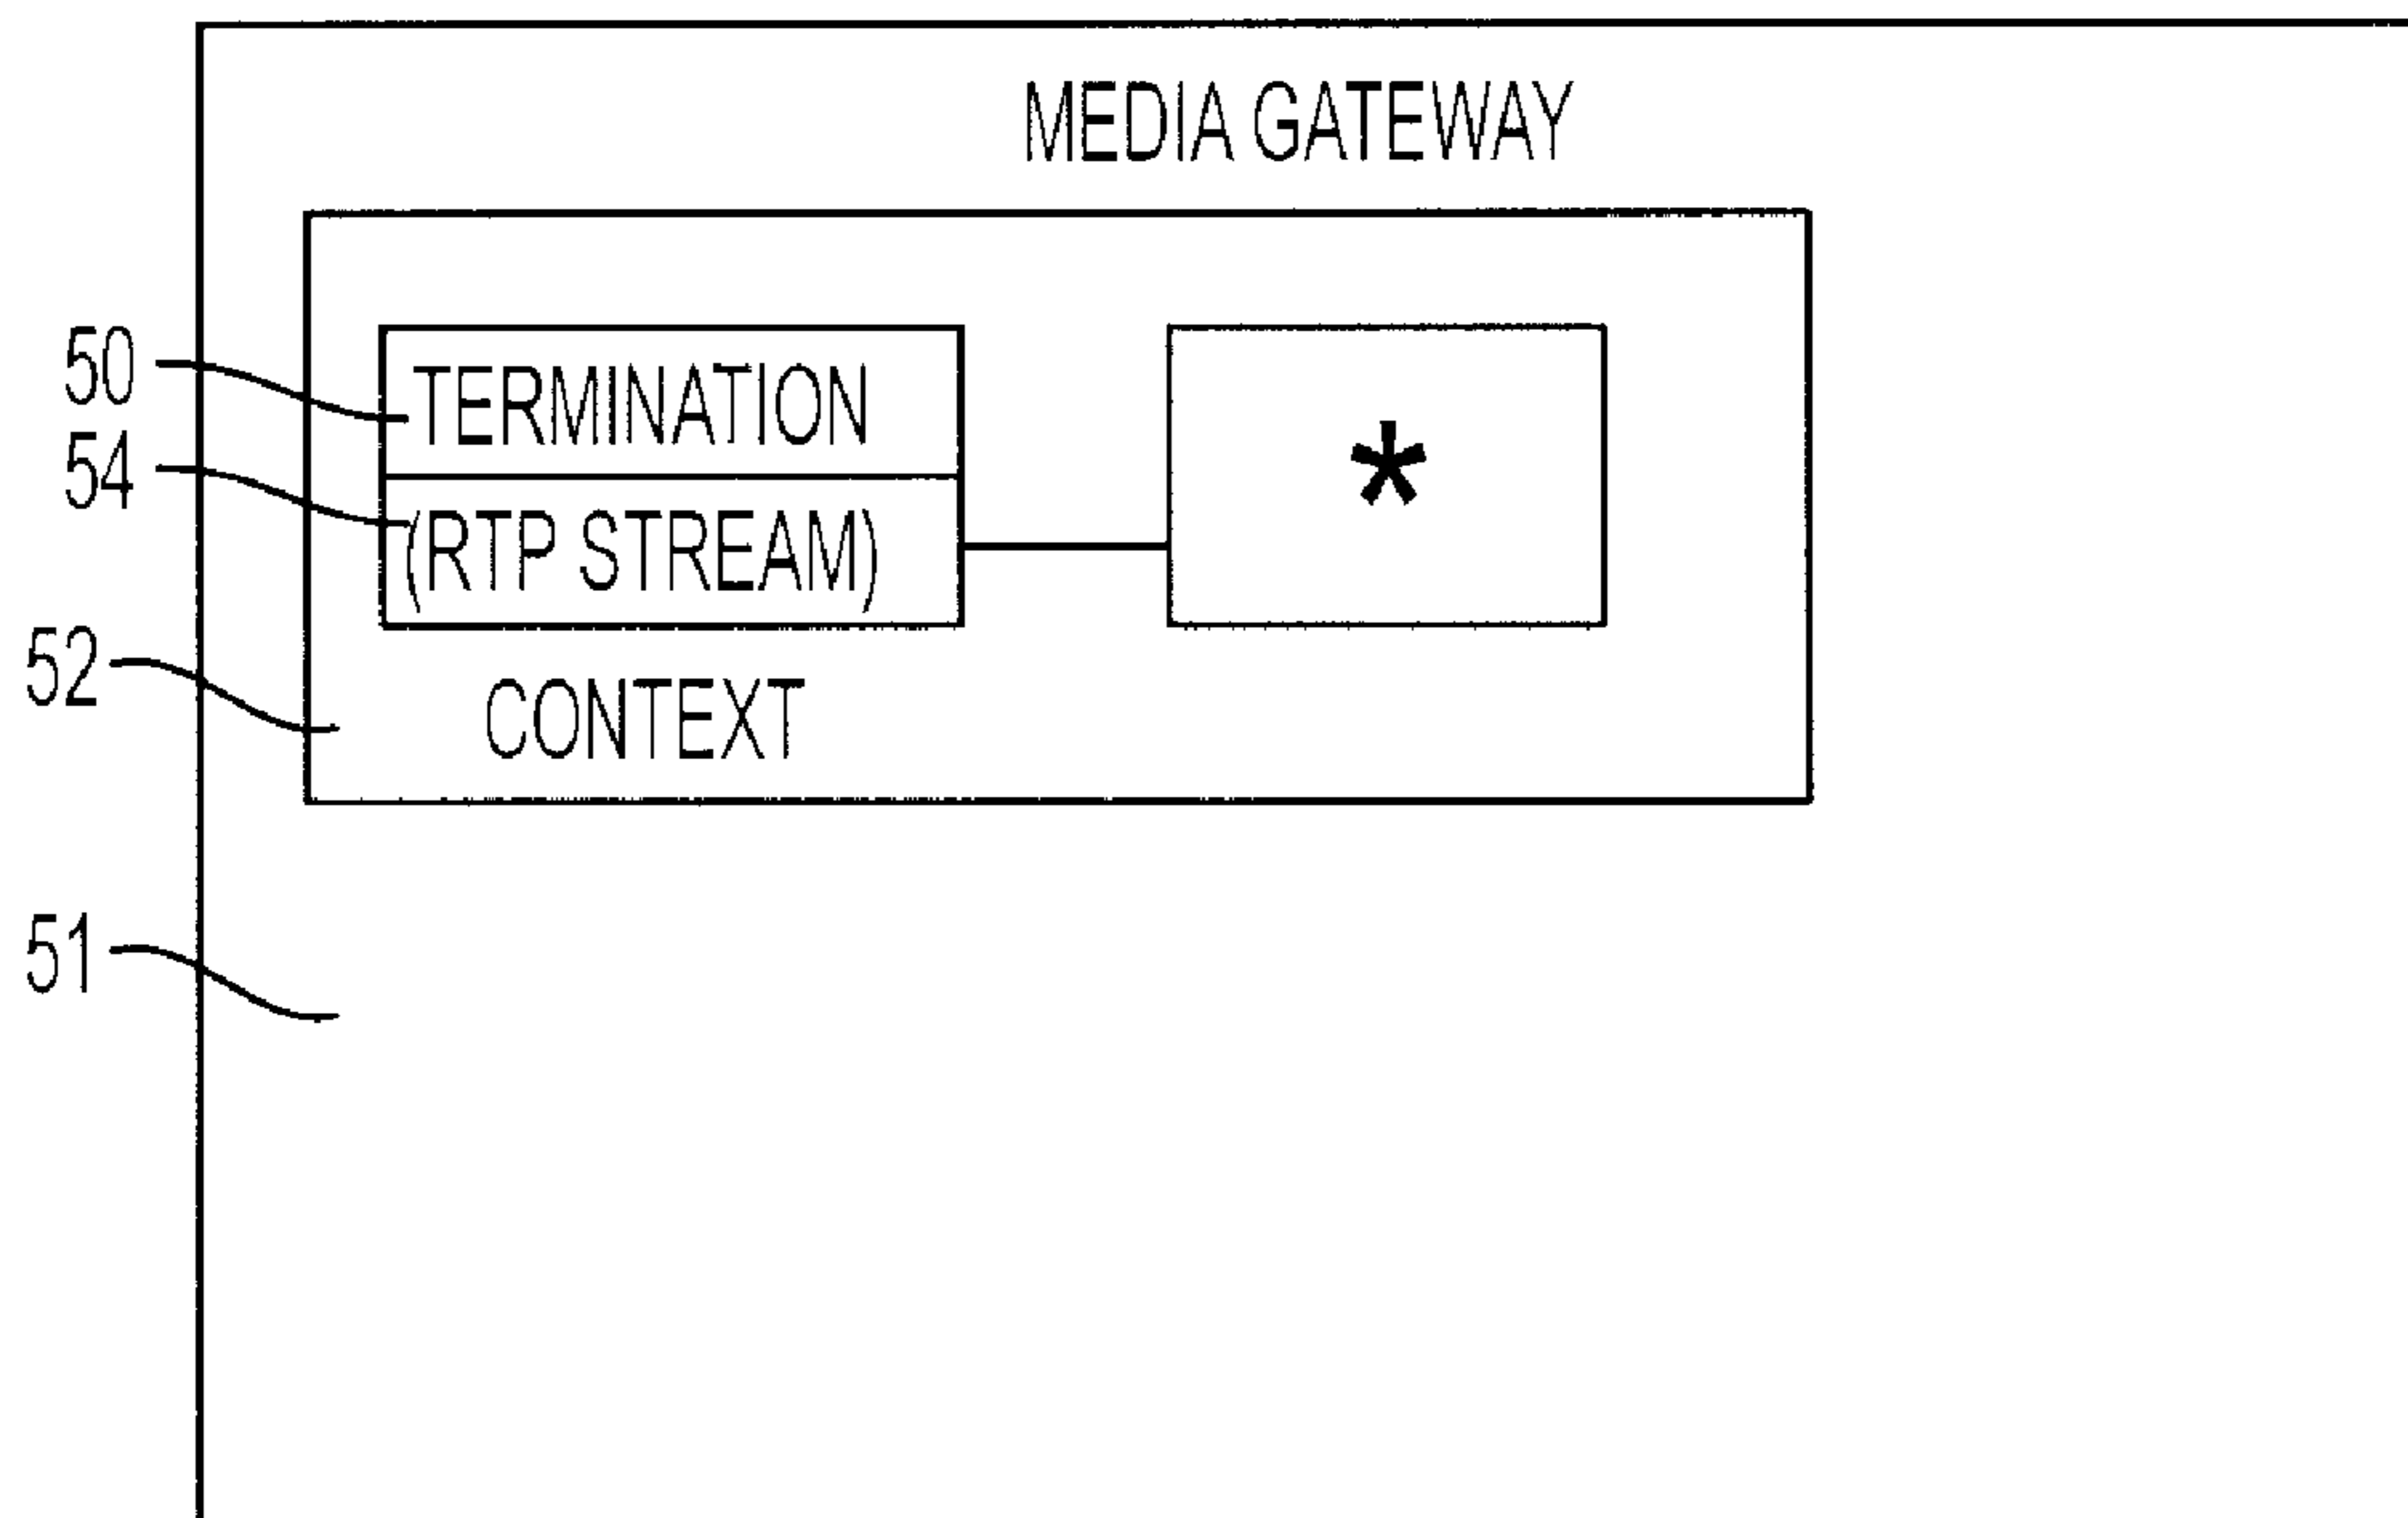 MEDIA GATEWAY
50
TERMINATION
54
(RTP STREAM)
*
52
CONTEXT
51